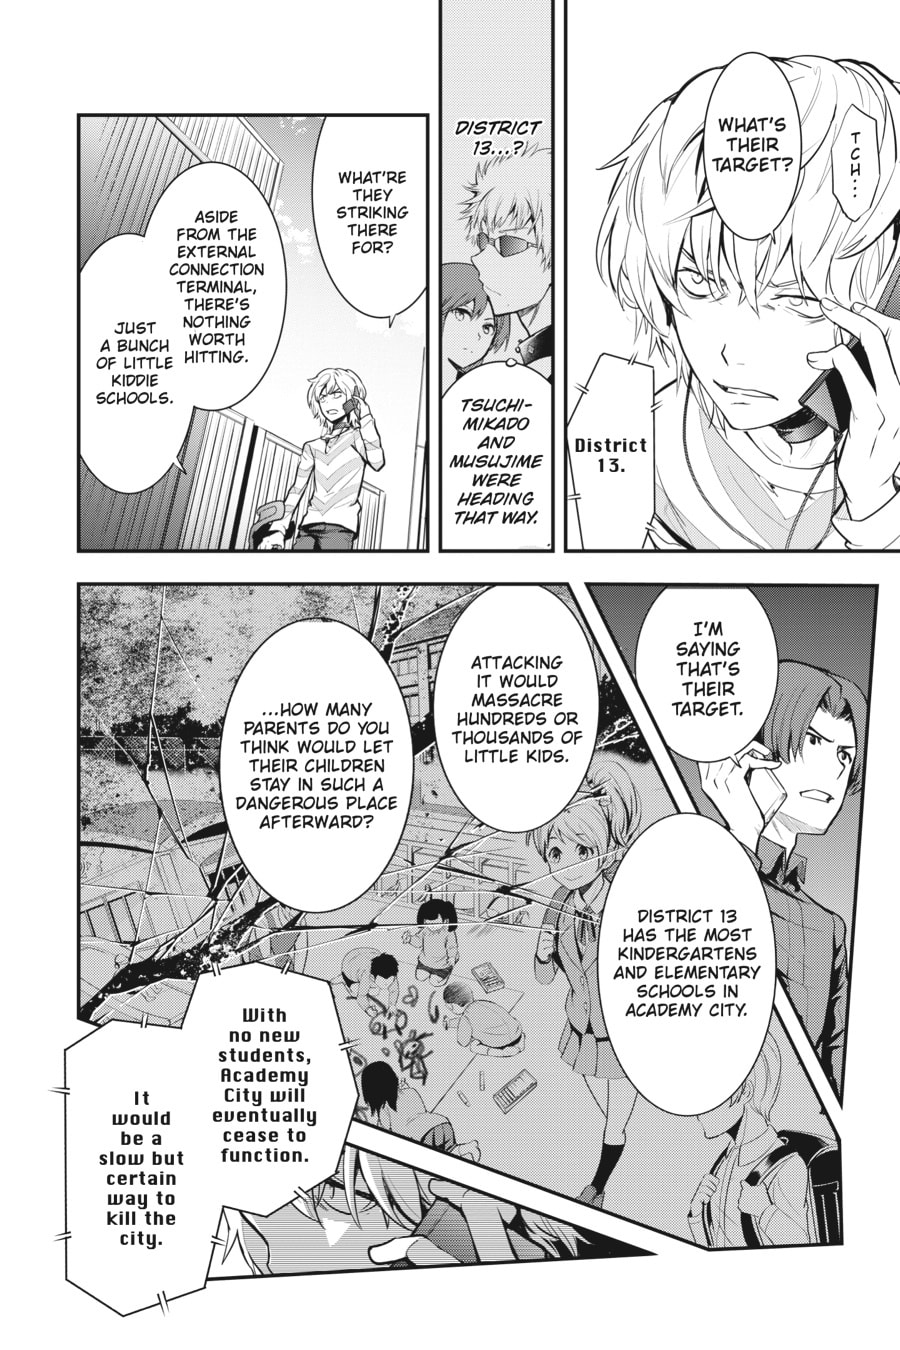 TCH...
WHAT'S
THEIR
TARGET?
District
13.
DISTRICT
13...?
TSUCHI-
MIKADO
AND
MUSUJIME
WERE
HEADING
THAT WAY.
WHAT'RE
THEY
STRIKING
THERE
FOR?
ASIDE
FROM THE
EXTERNAL
CONNECTION
TERMINAL,
THERE'S
NOTHING
WORTH
HITTING.
JUST
A BUNCH
OF LITTLE
KIDDIE
SCHOOLS.
I'M
SAYING
THAT'S
THEIR
TARGET.
DISTRICT 13
HAS THE MOST
KINDERGARTENS
AND ELEMENTARY
SCHOOLS IN
ACADEMY CITY.
ATTACKING
IT WOULD
MASSACRE
HUNDREDS OR
THOUSANDS OF
LITTLE KIDS.
...HOW MANY
PARENTS DO YOU
THINK WOULD LET
THEIR CHILDREN
STAY IN SUCH A
DANGEROUS PLACE
AFTERWARD?
With
no new
students,
Academy
City will
eventually
cease to
function.
It
would
be a
slow but
certain
way to
kill the
city.